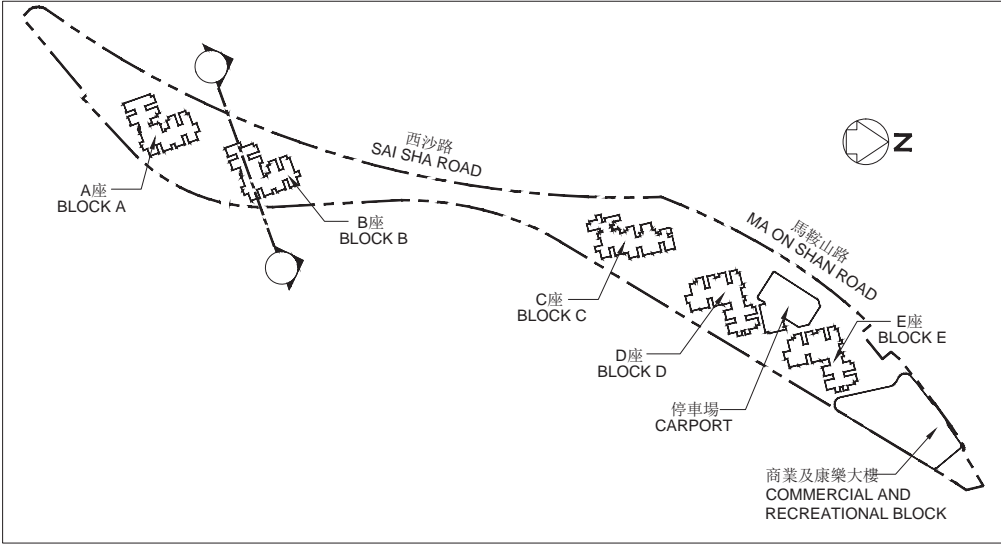 西沙路
SAI SHA ROAD
N
馬鞍山路
MA ON SHAN ROAD
A座
BLOCK A
B座
BLOCK B
C座
BLOCK C
E座
BLOCK E
D座
BLOCK D
停車場
CARPORT
商業及康樂大樓
COMMERCIAL AND
RECREATIONAL BLOCK